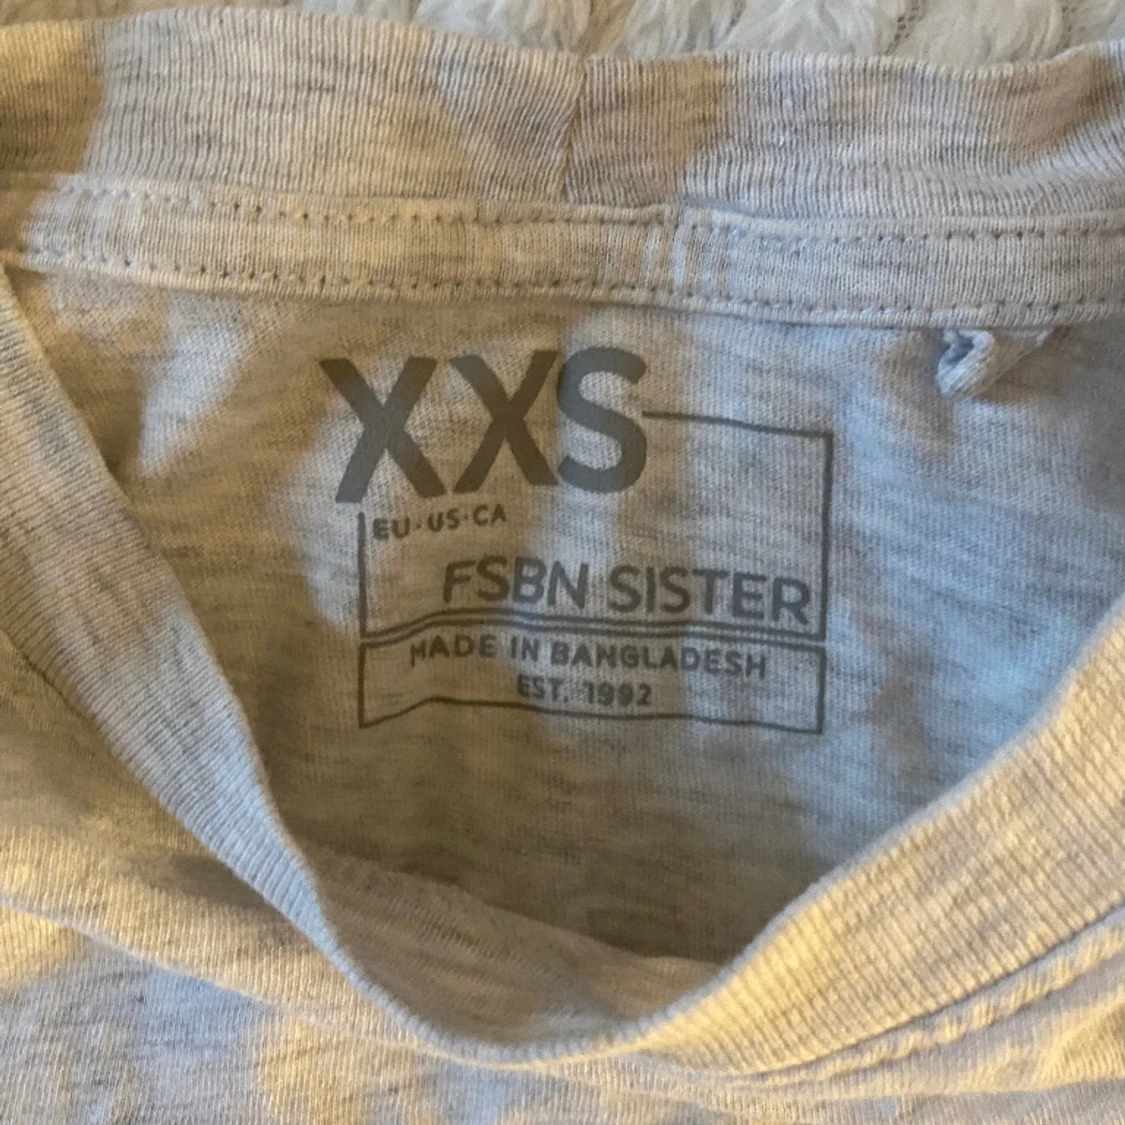 XXS
EU·US·CA
FSBN SISTER
MADE IN BANGLADESH
EST. 1992